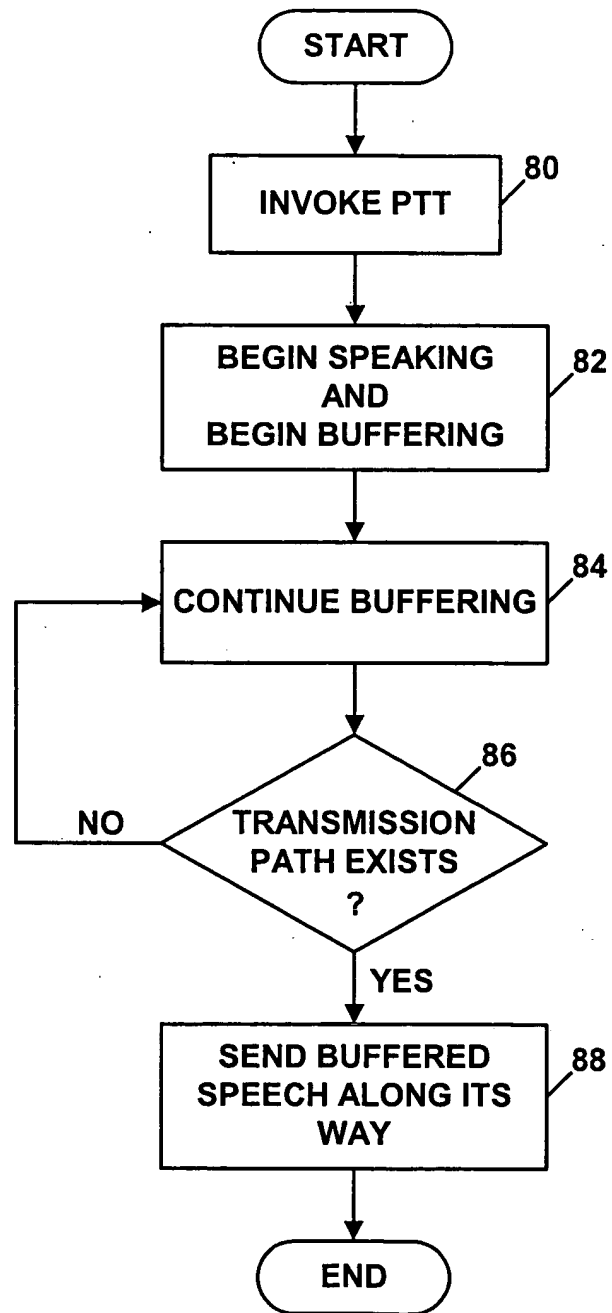 START
INVOKE PTT
80
BEGIN SPEAKING
AND
BEGIN BUFFERING
82
CONTINUE BUFFERING
84
TRANSMISSION
PATH EXISTS
?
86
NO
YES
SEND BUFFERED
SPEECH ALONG ITS
WAY
88
END